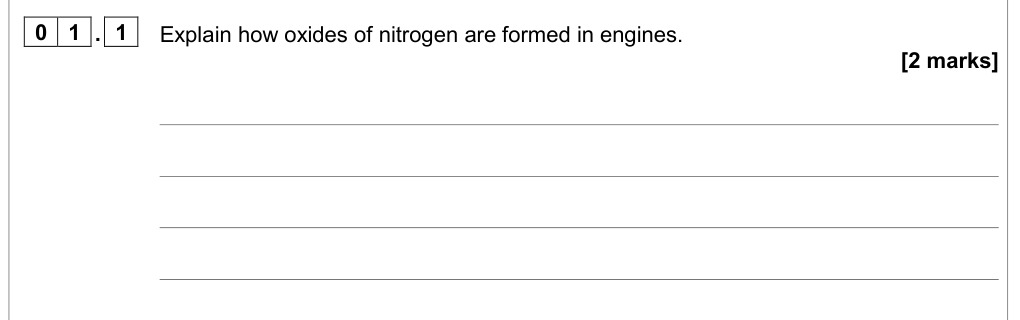 0 1 . 1 Explain how oxides of nitrogen are formed in engines.
[2 marks]